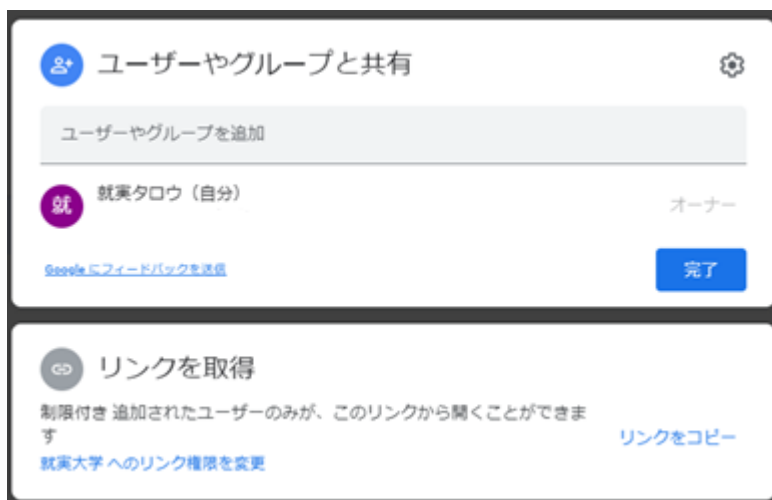 ユーザーやグループと共有
ユーザーやグループを追加
就 就実タロウ（自分）
オーナー
Google にフィードバックを送信
完了
リンクを取得
制限付き 追加されたユーザーのみが、このリンクから開くことができま
す
リンクをコピー
就実大学 へのリンク権限を変更